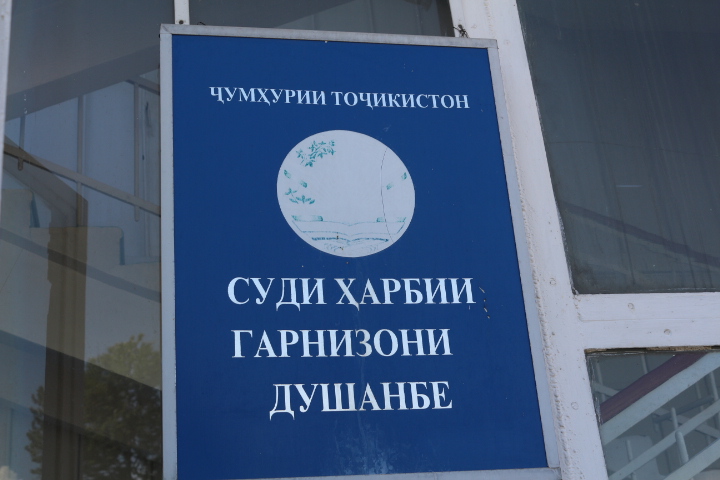 ҶУМҲУРИИ ТОҶИКИСТОН
СУДИ ҲАРБИИ
ГАРНИЗОНИ
ДУШАНБЕ